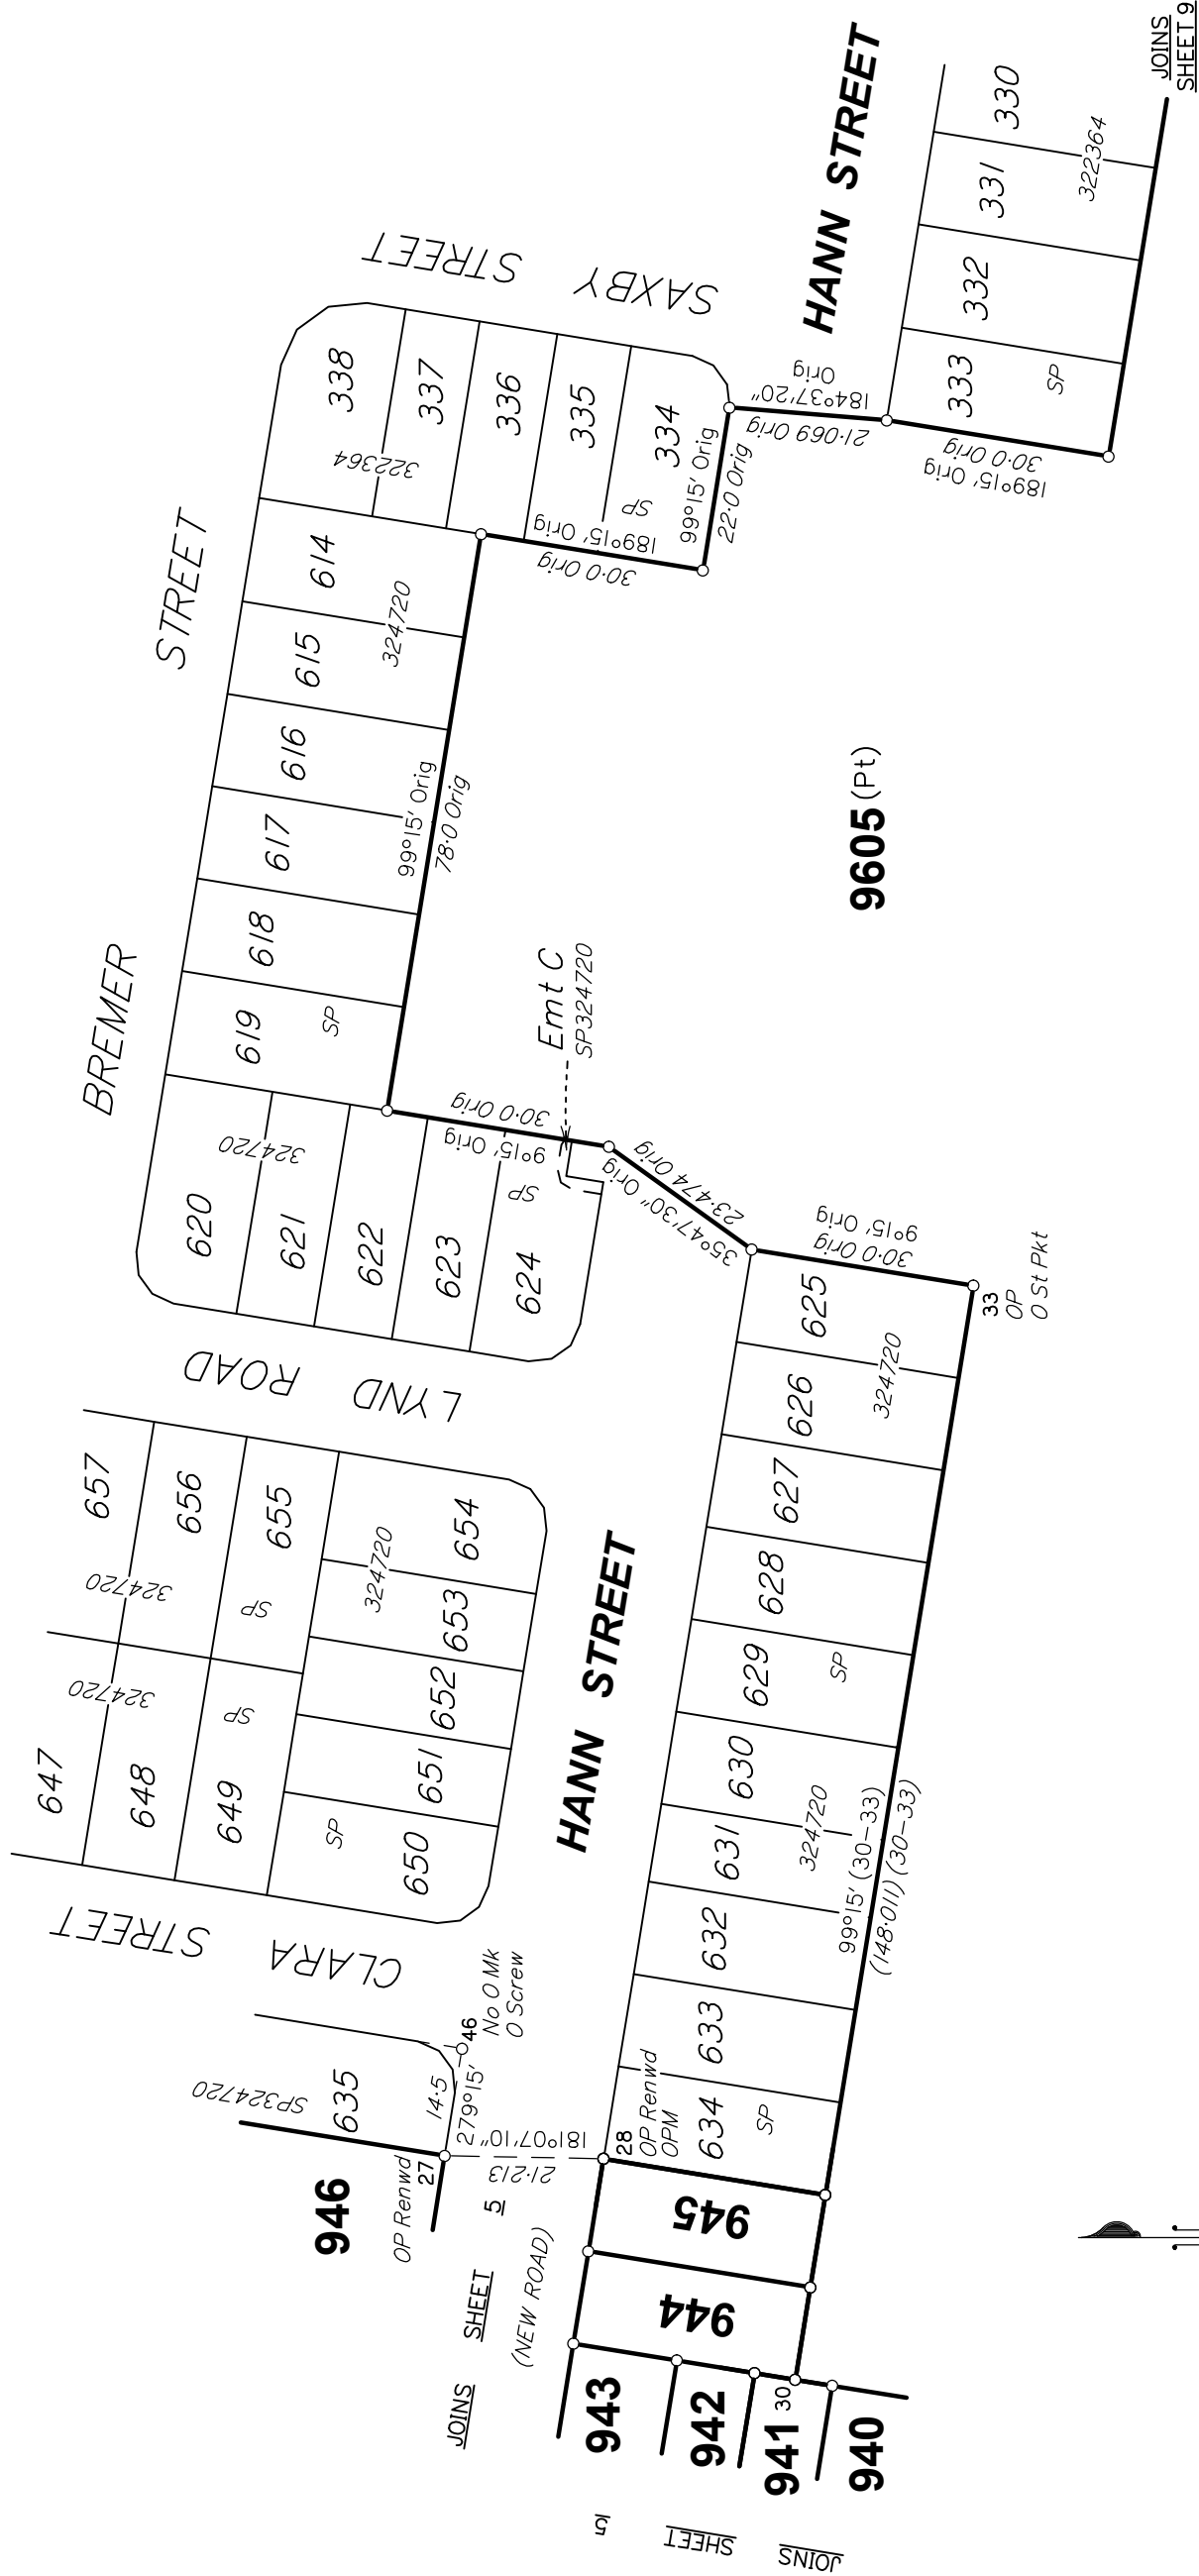 JOINS
SHEET 9
330
331
322364
332
333
SP
HANN STREET
SAXBY STREET
184°37'20"
Orig
21·069 Orig
189°15' Orig
30·0 Orig
338
337
336
335
334
322364
SP
99°15' Orig
22·0 Orig
189°15' Orig
30·0 Orig
BREMER STREET
614
615
616
617
618
619
324720
SP
99°15' Orig
78·0 Orig
9605 (Pt)
Emt C
SP324720
620
621
622
623
624
324720
SP
30·0 Orig
9°15' Orig
35°47'30" Orig
23·474 Orig
9°15' Orig
30·0 Orig
33
OP
O St Pkt
LYND ROAD
657
656
655
654
653
652
651
650
647
648
649
324720
SP
324720
324720
SP
SP
HANN STREET
625
626
627
628
629
630
631
632
633
634
324720
SP
324720
SP
99°15' (30-33)
(148·011) (30-33)
CLARA STREET
46
No O Mk
O Screw
635
SP324720
14·5
279°15'
27
OP Renwd
181°07'10"
21·213
28
OP Renwd
OPM
946
945
944
943
942
941
940
30
JOINS SHEET 5
(NEW ROAD)
JOINS SHEET 15